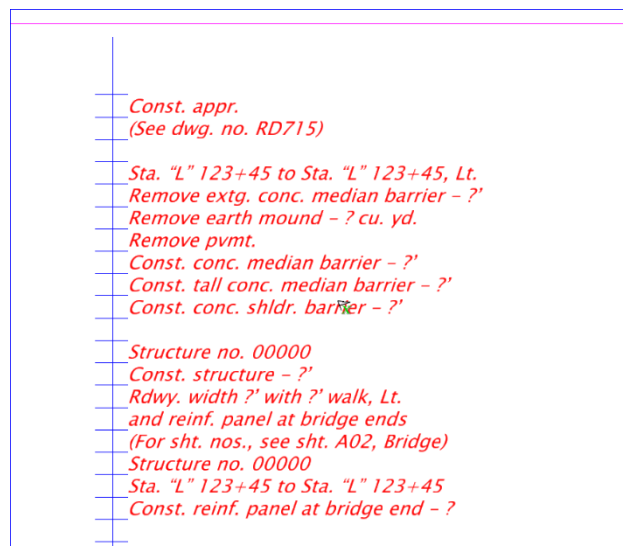 Const. appr.
(See dwg. no. RD715)
Sta. “L” 123+45 to Sta. “L” 123+45, Lt.
Remove extg. conc. median barrier – ?’
Remove earth mound – ? cu. yd.
Remove pvmt.
Const. conc. median barrier – ?’
Const. tall conc. median barrier – ?’
Const. conc. shldr. barrier – ?’
Structure no. 00000
Const. structure – ?’
Rdwy. width ?’ with ?’ walk, Lt.
and reinf. panel at bridge ends
(For sht. nos., see sht. A02, Bridge)
Structure no. 00000
Sta. “L” 123+45 to Sta. “L” 123+45
Const. reinf. panel at bridge end – ?